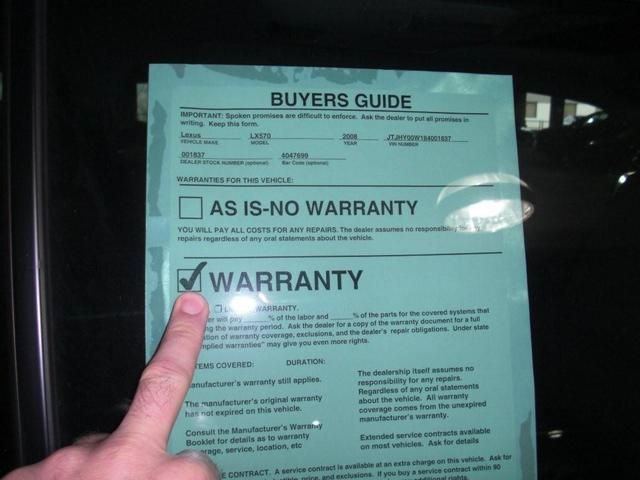 BUYERS GUIDE
IMPORTANT: Spoken promises are difficult to enforce. Ask the dealer to put all promises in
writing. Keep this form.
Lexus LX570 2008 JTJHY00W184001837
VEHICLE MAKE MODEL YEAR VIN NUMBER
001837 4047699
DEALER STOCK NUMBER (optional) Bar Code (optional)
WARRANTIES FOR THIS VEHICLE:
AS IS-NO WARRANTY
YOU WILL PAY ALL COSTS FOR ANY REPAIRS. The dealer assumes no responsibility for any
repairs regardless of any oral statements about the vehicle.
WARRANTY
WARRANTY.
will pay % of the labor and % of the parts for the covered systems that
the warranty period. Ask the dealer for a copy of the warranty document for a full
of warranty coverage, exclusions, and the dealer's repair obligations. Under state
warranties" may give you even more rights.
COVERED: DURATION:
manufacturer's warranty still applies.
The manufacturer's original warranty
has not expired on this vehicle.
Consult the Manufacturer's Warranty
Booklet for details as to warranty
service, location, etc
The dealership itself assumes no
responsibility for any repairs.
Regardless of any oral statements
about the vehicle. All warranty
coverage comes from the unexpired
manufacturer's warranty.
Extended service contracts available
on most vehicles. Ask for details
CONTRACT. A service contract is available at an extra charge on this vehicle. Ask for
price, and exclusions. If you buy a service contract within 90
additional rights.